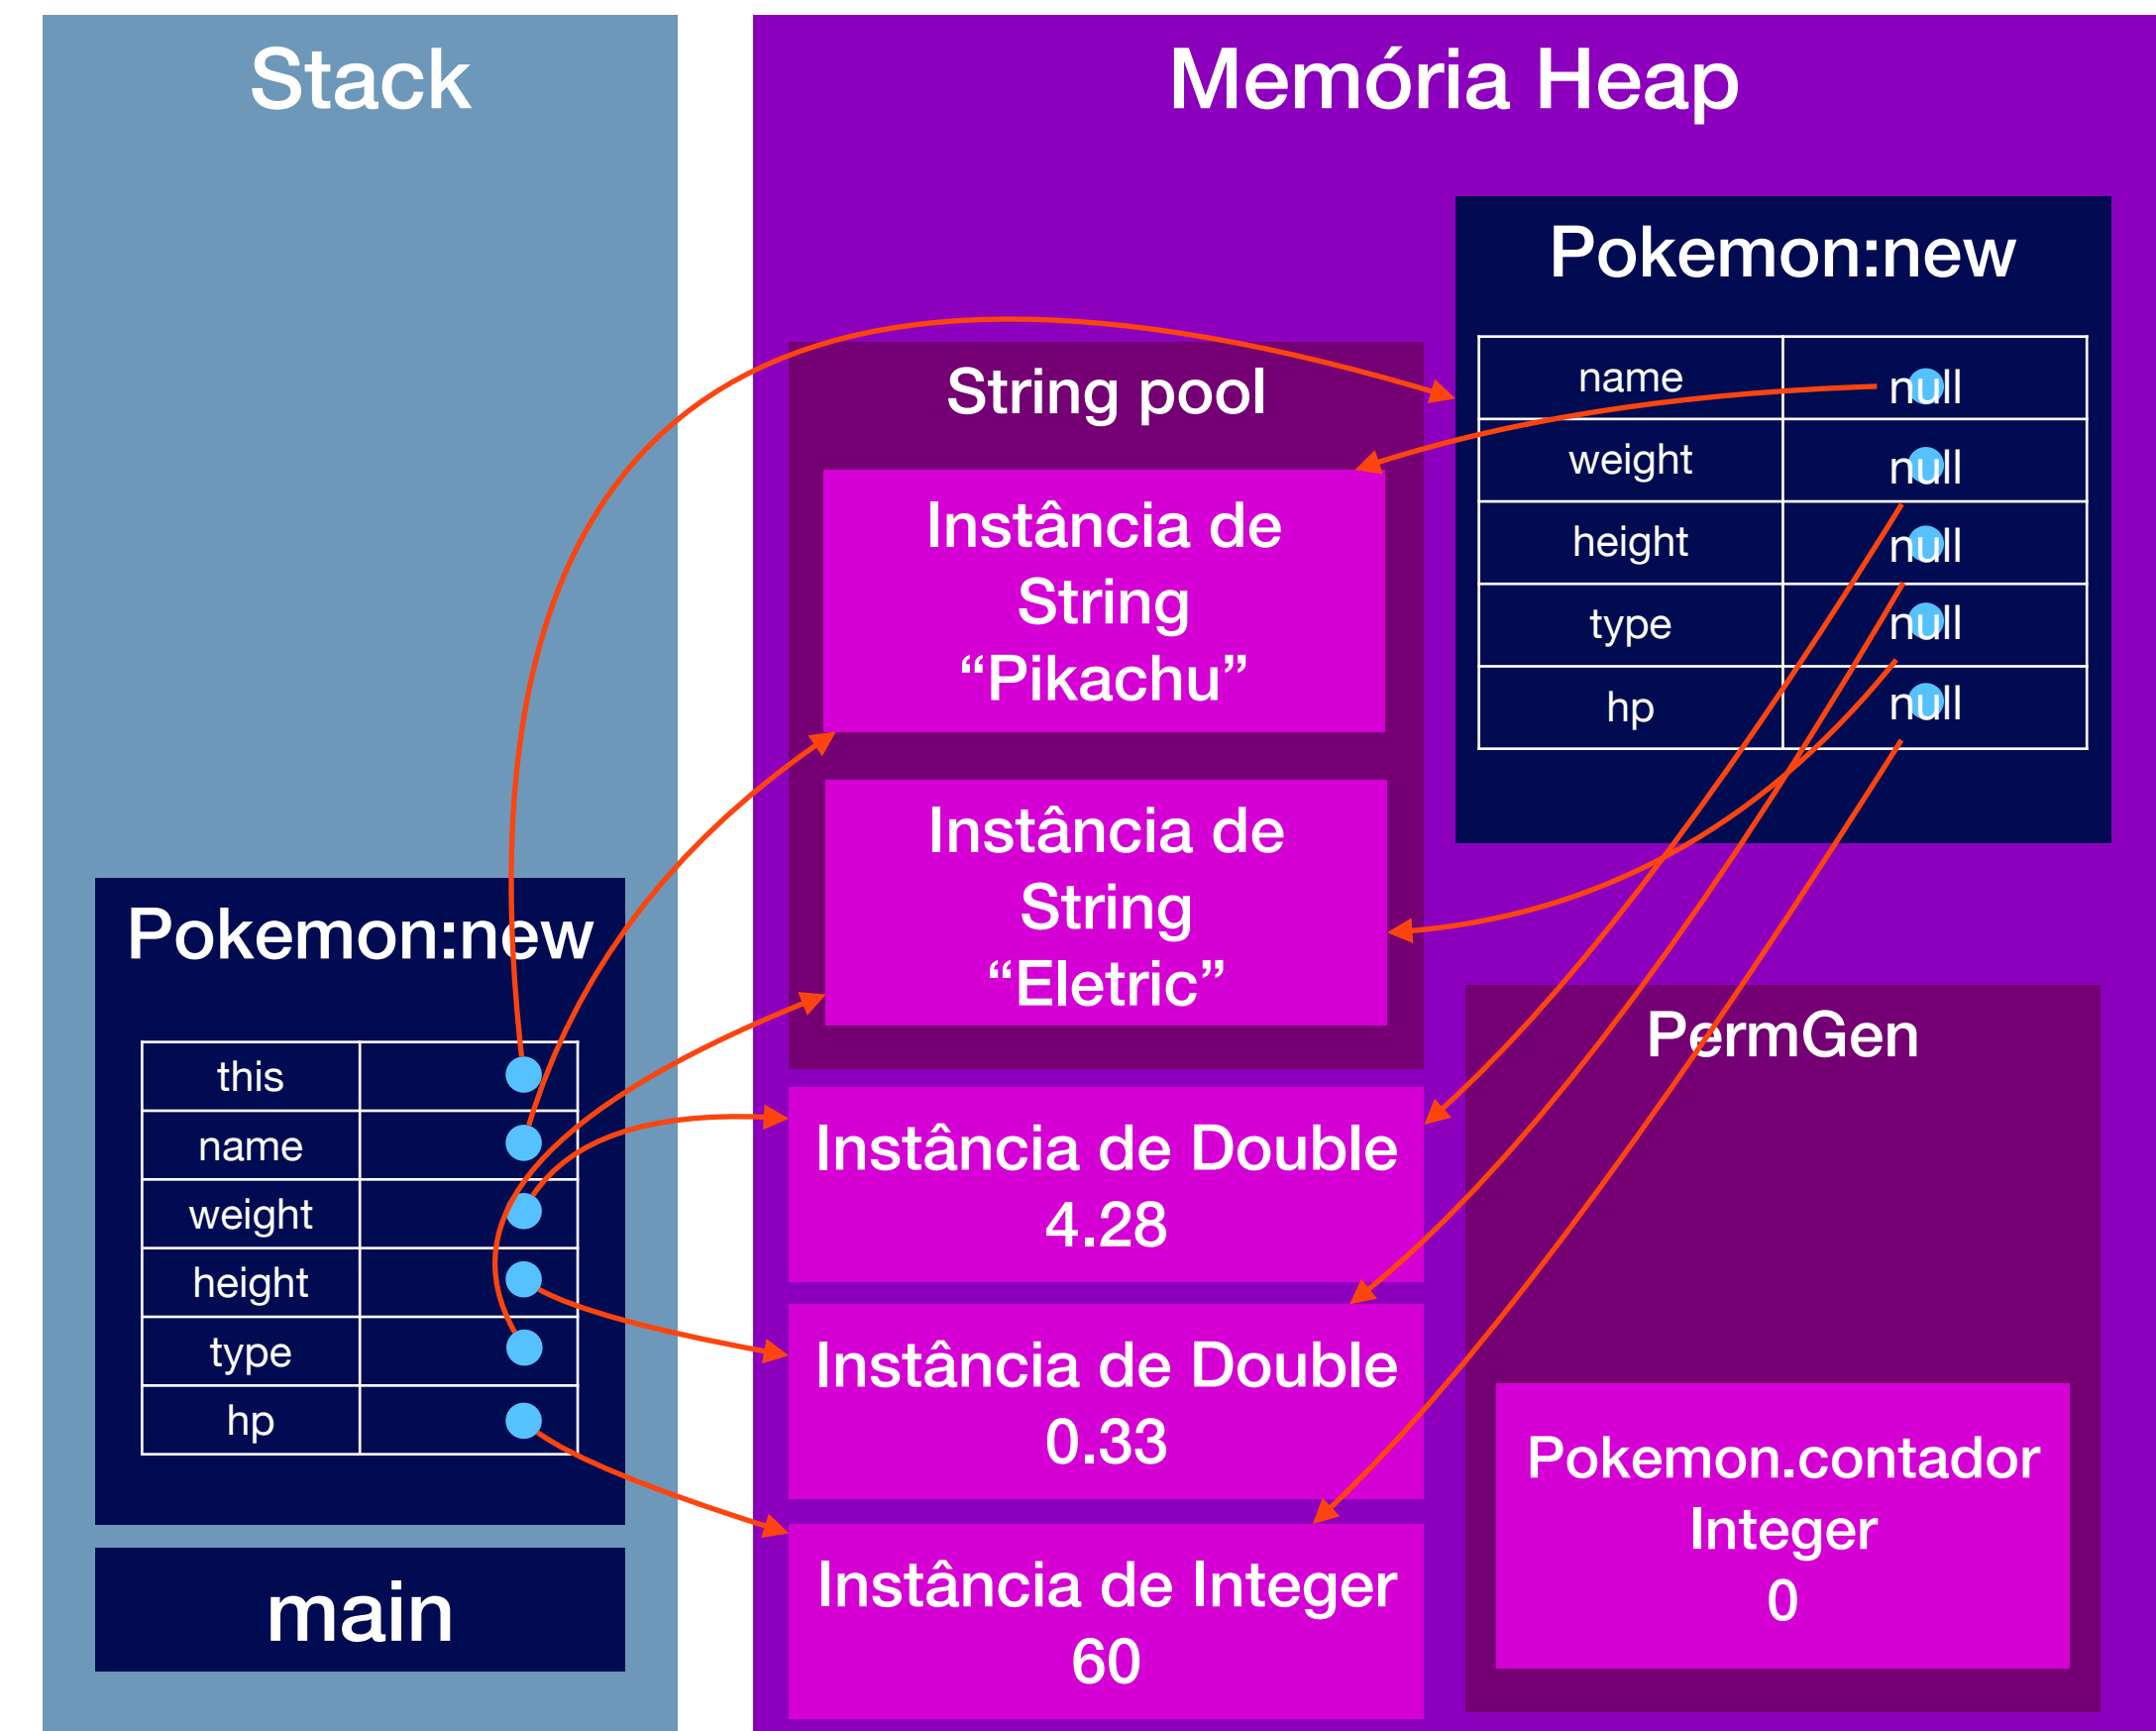 Stack
Pokemon:new
this
name
weight
height
type
hp
main
Memória Heap
String pool
Instância de
String
“Pikachu”
Instância de
String
“Eletric”
Instância de Double
4.28
Instância de Double
0.33
Instância de Integer
60
Pokemon:new
name null
weight null
height null
type null
hp null
PermGen
Pokemon.contador
Integer
0